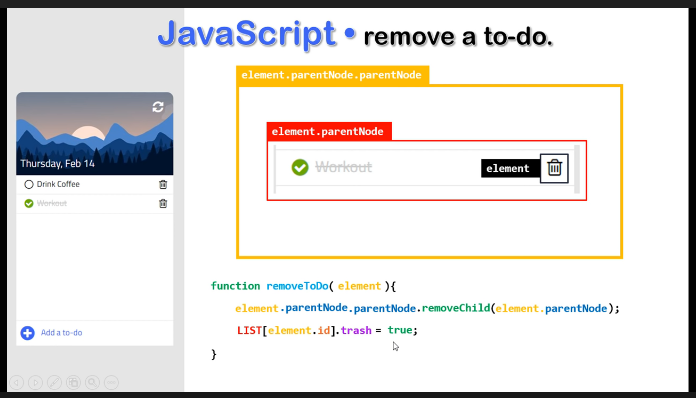 JavaScript • remove a to-do.
element.parentNode.parentNode
element.parentNode
Workout
element
Thursday, Feb 14
Drink Coffee
Workout
Add a to-do
function removeToDo( element ){
element.parentNode.parentNode.removeChild(element.parentNode);
LIST[element.id].trash = true;
}